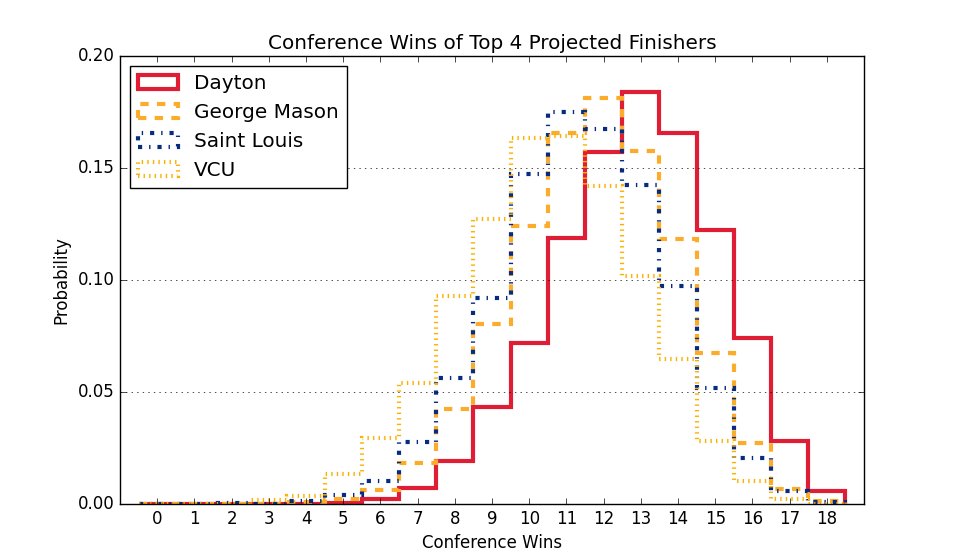 Conference Wins of Top 4 Projected Finishers
0.20
0.15
0.10
0.05
0.00
Probability
Dayton
George Mason
Saint Louis
VCU
0 1 2 3 4 5 6 7 8 9 10 11 12 13 14 15 16 17 18
Conference Wins